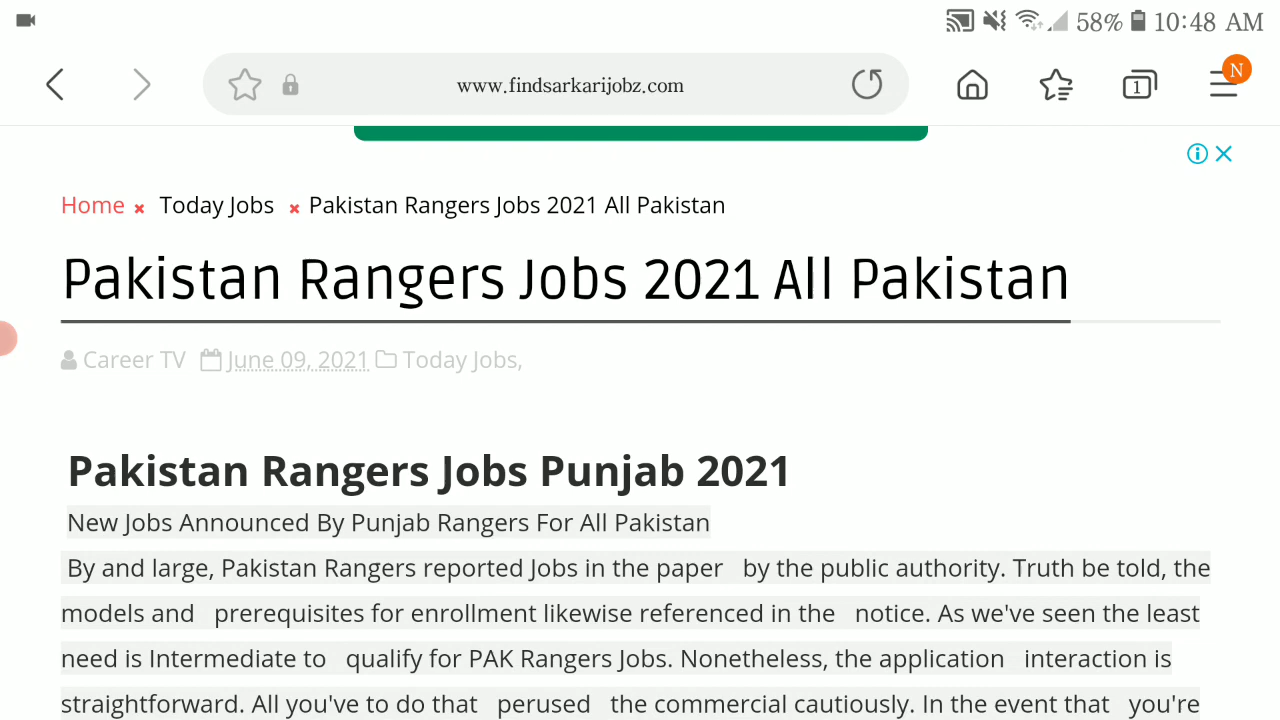 58% 10:48 AM
www.findsarkarijobz.com
1
N
Home × Today Jobs × Pakistan Rangers Jobs 2021 All Pakistan
Pakistan Rangers Jobs 2021 All Pakistan
Career TV June 09, 2021 Today Jobs,
Pakistan Rangers Jobs Punjab 2021
New Jobs Announced By Punjab Rangers For All Pakistan
By and large, Pakistan Rangers reported Jobs in the paper by the public authority. Truth be told, the
models and prerequisites for enrollment likewise referenced in the notice. As we've seen the least
need is Intermediate to qualify for PAK Rangers Jobs. Nonetheless, the application interaction is
straightforward. All you've to do that perused the commercial cautiously. In the event that you're